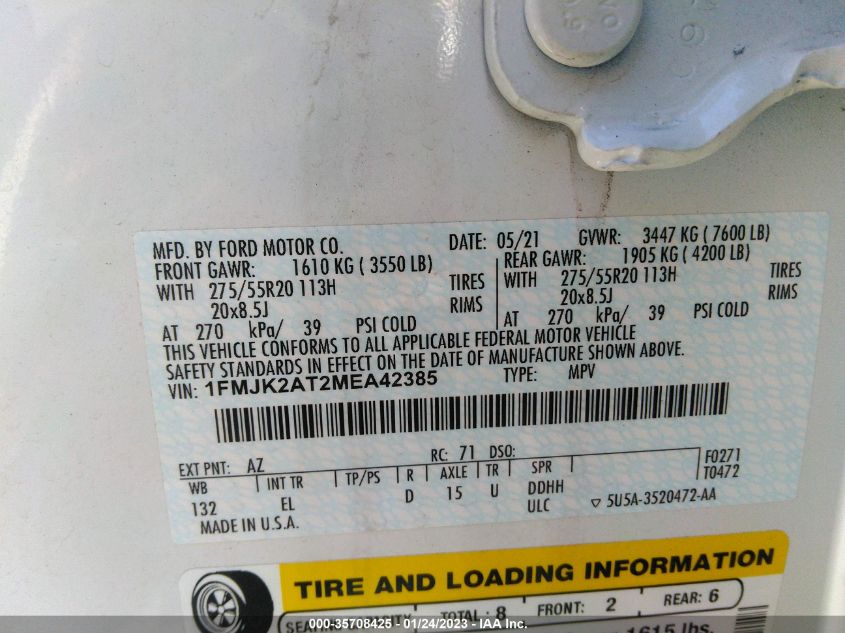 MFD. BY FORD MOTOR CO. DATE: 05/21 GVWR: 3447 KG ( 7600 LB)
FRONT GAWR: 1610 KG ( 3550 LB) REAR GAWR: 1905 KG ( 4200 LB)
WITH 275/55R20 113H TIRES WITH 275/55R20 113H TIRES
20x8.5J RIMS 20x8.5J RIMS
AT 270 kPa/ 39 PSI COLD AT 270 kPa/ 39 PSI COLD
THIS VEHICLE CONFORMS TO ALL APPLICABLE FEDERAL MOTOR VEHICLE
SAFETY STANDARDS IN EFFECT ON THE DATE OF MANUFACTURE SHOWN ABOVE.
VIN: 1FMJK2AT2MEA42385 TYPE: MPV
EXT PNT: AZ RC: 71 DSO: F0271
WB INT TR TP/PS R AXLE TR SPR T0472
132 EL D 15 U DDHH
ULC ▽ 5U5A-3520472-AA
MADE IN U.S.A.
TIRE AND LOADING INFORMATION
TOTAL: 8 FRONT: 2 REAR: 6
1615 lbs.
000-35708425 - 01/24/2023 - IAA Inc.